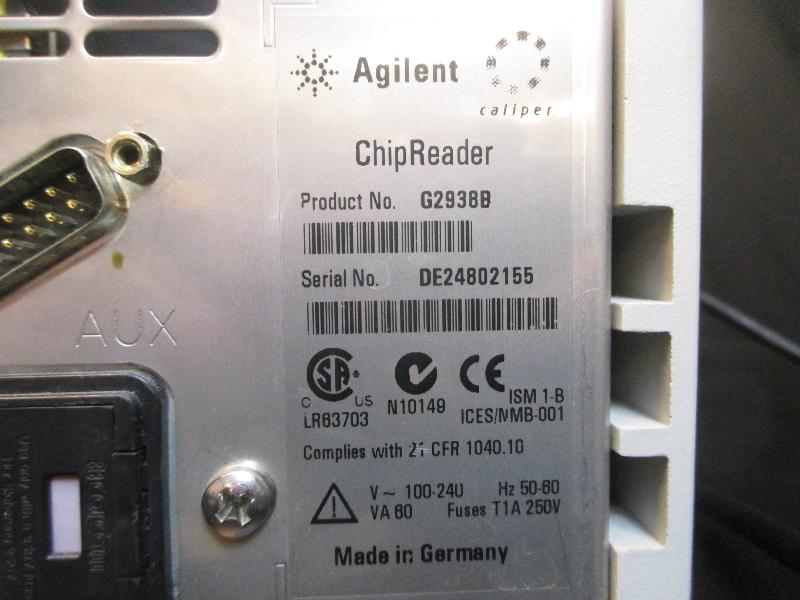 Agilent
caliper
ChipReader
Product No. G2938B
Serial No. DE24802155
AUX
C US
LR63703
N10149
ISM 1-B
ICES/NMB-001
Complies with 21 CFR 1040.10
V ~ 100-240 Hz 50-60
VA 60 Fuses T1A 250V
Made in Germany